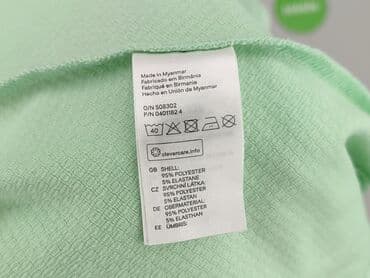 Made in Myanmar
Fabriqué en Birmanie
Fabriqué en Birmanie
Hecho en Unión de Myanmar
O/N 508302
P/N 0401182 4
40
clevercare.info
GB SHELL:
95% POLYESTER
5% ELASTANE
CZ SVRCHNÍ LÁTKA:
95% POLYESTER
5% ELASTAN
DE OBERMATERIAL:
95% POLYESTER
5% ELASTHAN
EE ÜMBRIS: